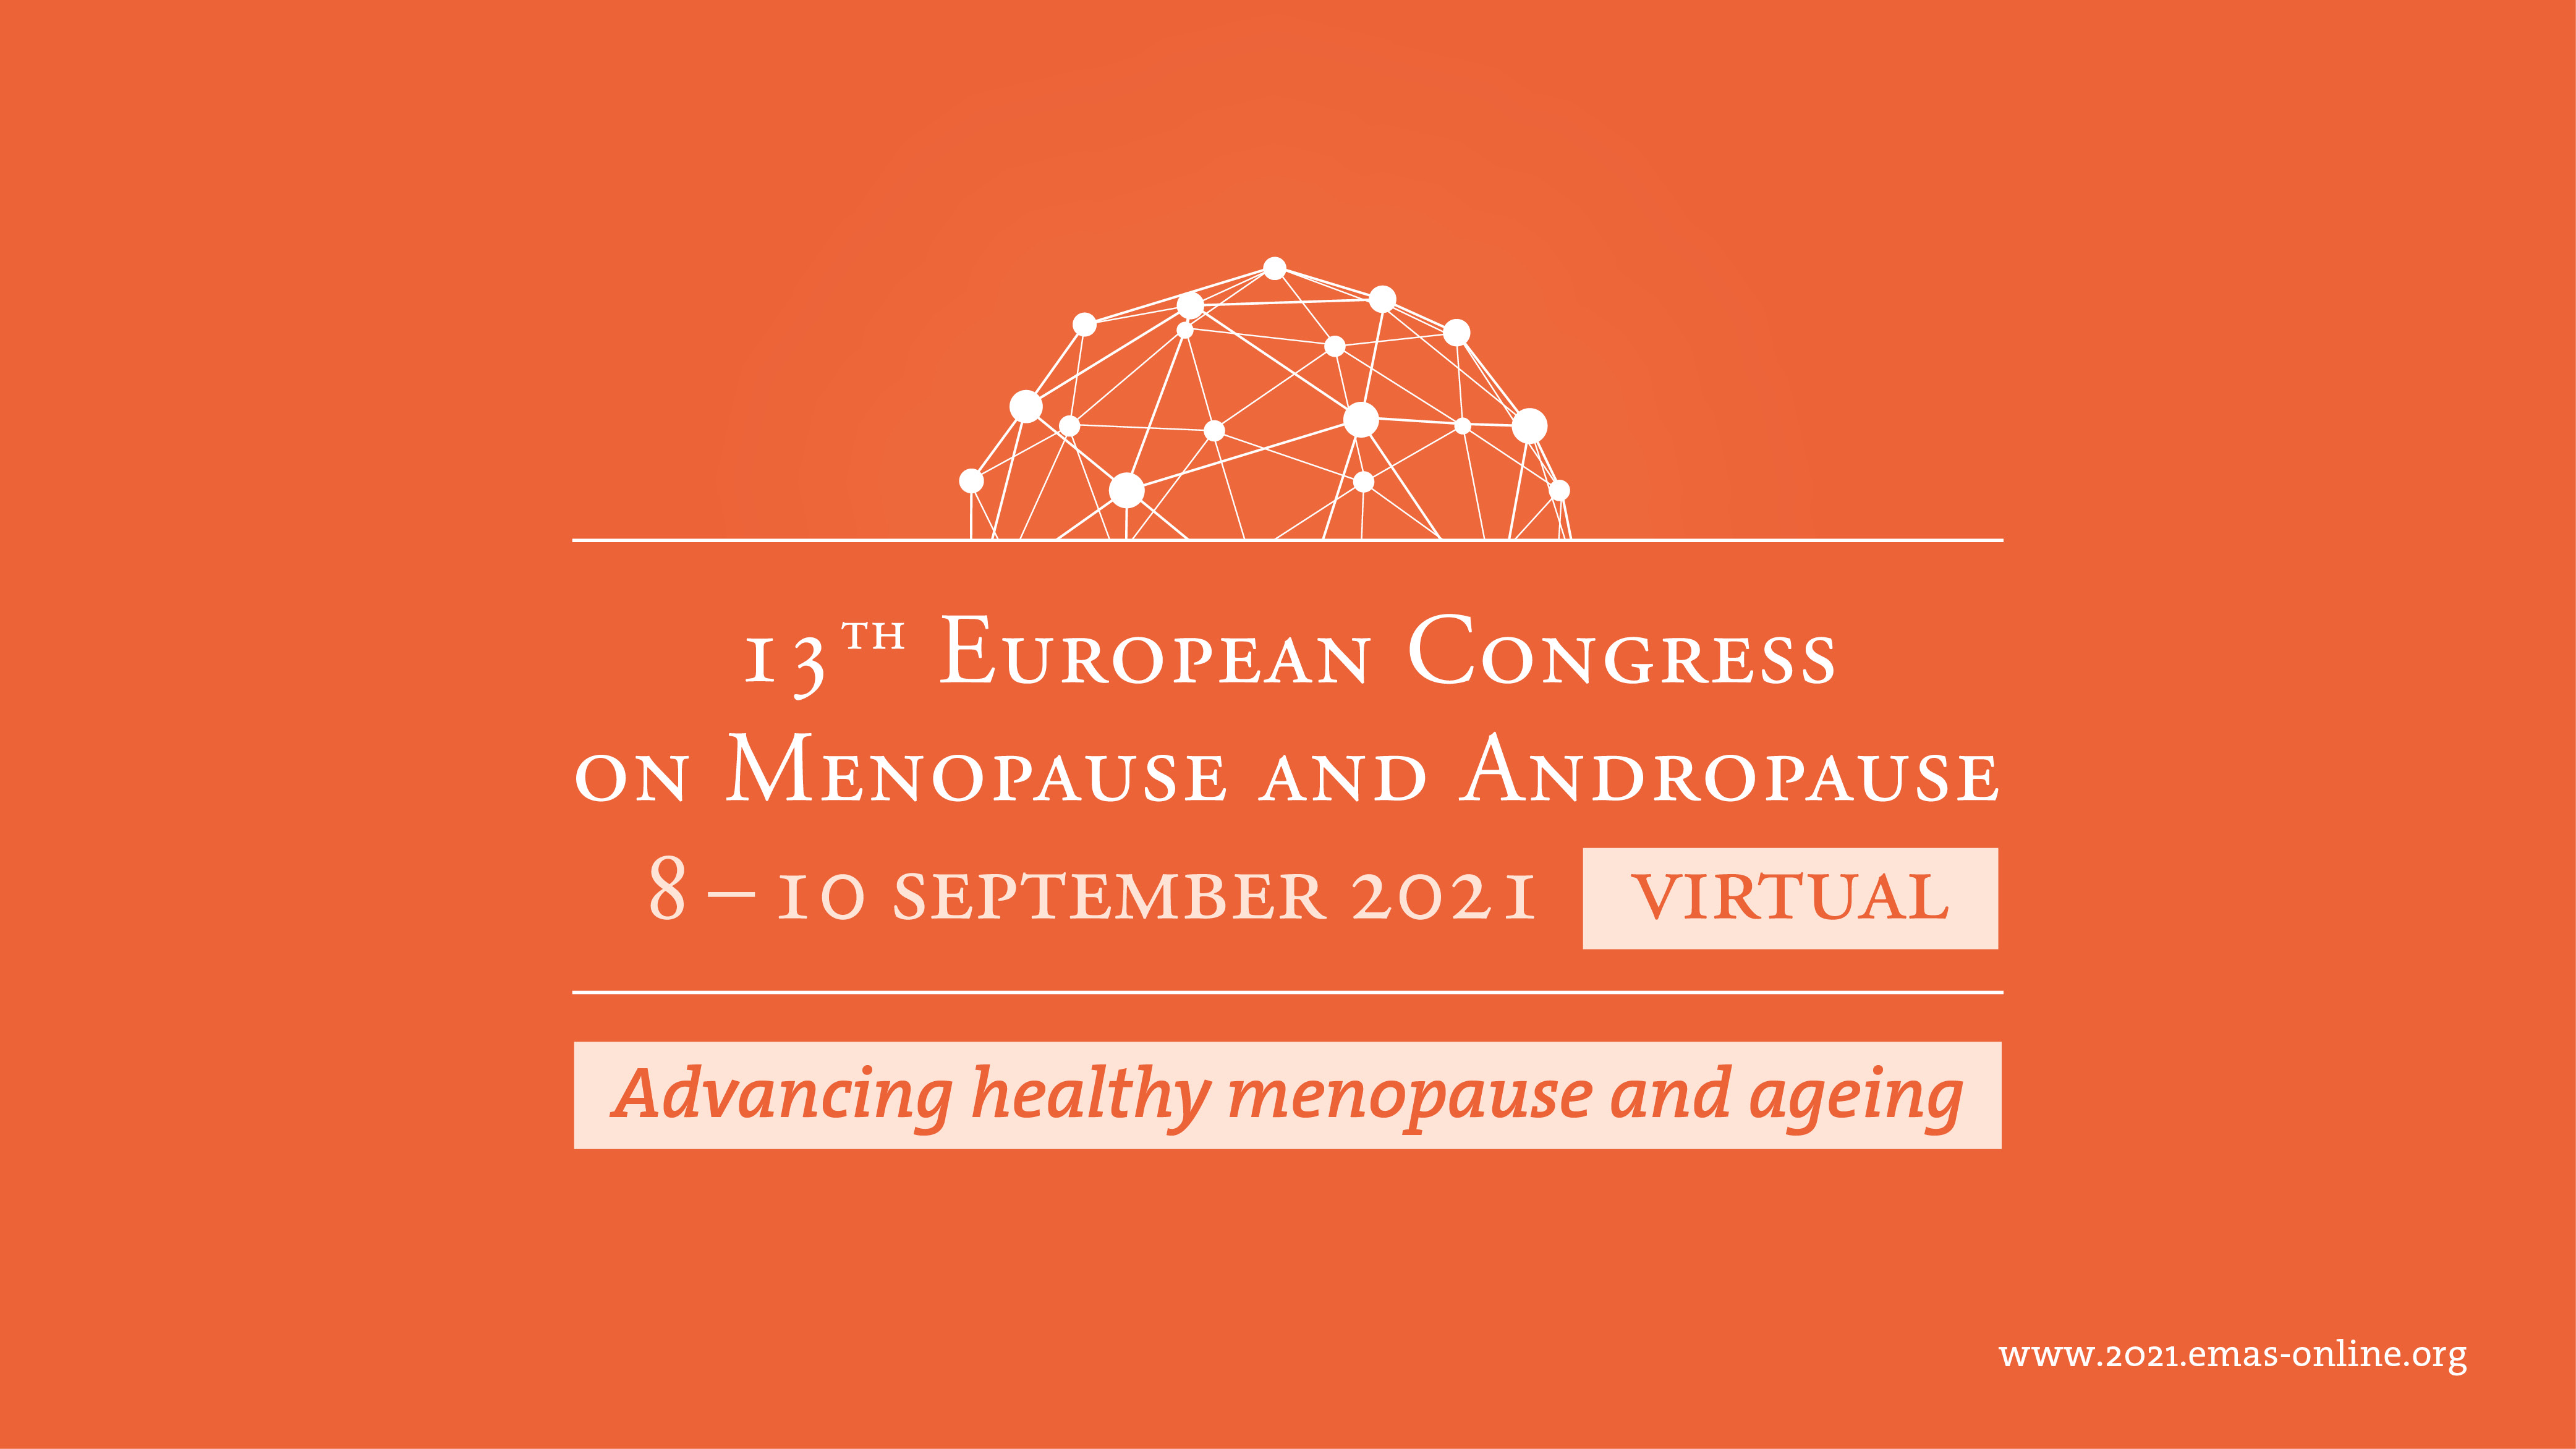 13TH European Congress
on Menopause and Andropause
8 – 10 september 2021 VIRTUAL
Advancing healthy menopause and ageing
www.2021.emas-online.org